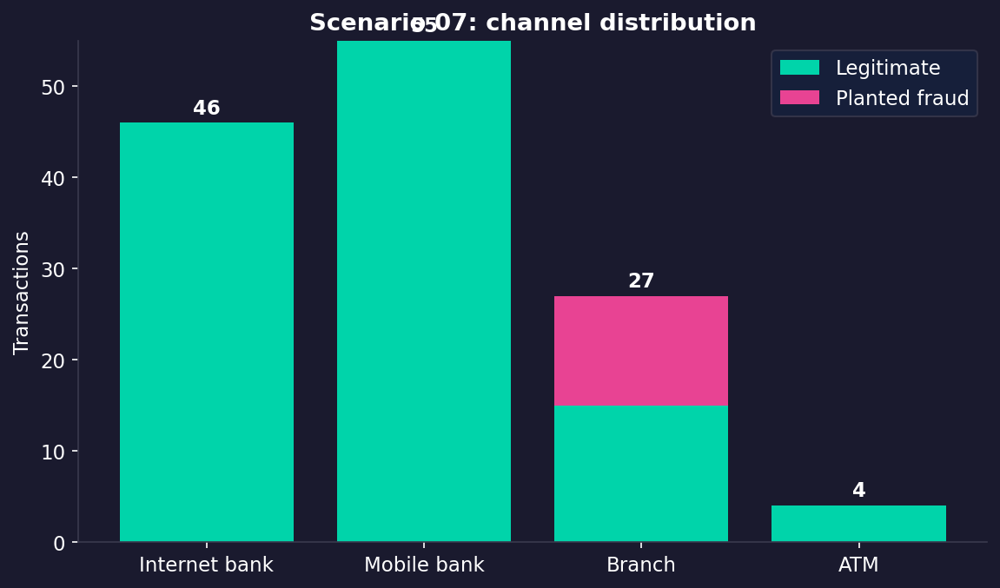 Scenario 07: channel distribution
55
Legitimate
Planted fraud
50
40
30
20
10
0
Transactions
46
27
4
Internet bank
Mobile bank
Branch
ATM